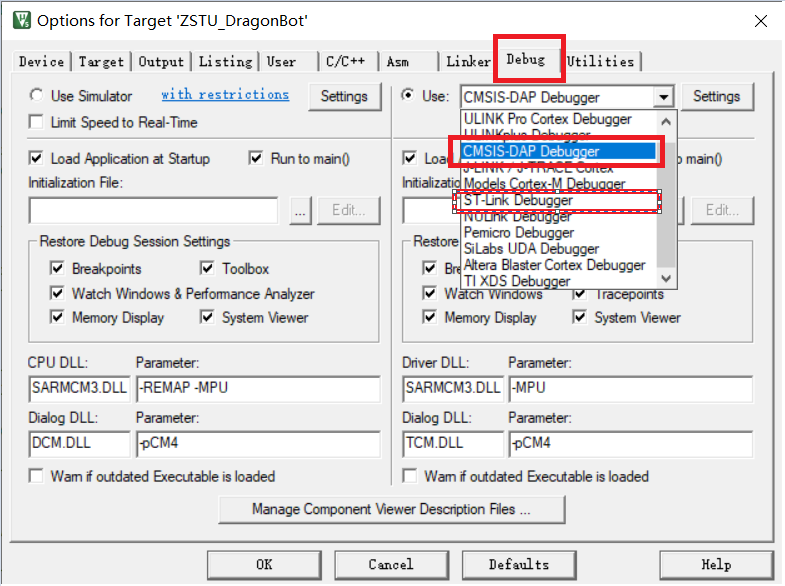 Options for Target 'ZSTU_DragonBot'
Device Target Output Listing User C/C++ Asm Linker Debug Utilities
Use Simulator with restrictions Settings
Limit Speed to Real-Time
Load Application at Startup Run to main()
Initialization File:
... Edit...
Restore Debug Session Settings
Breakpoints Toolbox
Watch Windows & Performance Analyzer
Memory Display System Viewer
CPU DLL: Parameter:
SARMCM3.DLL -REMAP -MPU
Dialog DLL: Parameter:
DCM.DLL -pCM4
Warn if outdated Executable is loaded
Use: CMSIS-DAP Debugger Settings
ULINK Pro Cortex Debugger
ULINKplus Debugger
CMSIS-DAP Debugger
J-LINK / J-TRACE Cortex
Models Cortex-M Debugger
ST-Link Debugger
NULink Debugger
Pemicro Debugger
SiLabs UDA Debugger
Altera Blaster Cortex Debugger
TI XDS Debugger
main()
Edit...
Restore
Watch Windows Tracepoints
Memory Display System Viewer
Driver DLL: Parameter:
SARMCM3.DLL -MPU
Dialog DLL: Parameter:
TCM.DLL -pCM4
Warn if outdated Executable is loaded
Manage Component Viewer Description Files ...
OK Cancel Defaults Help